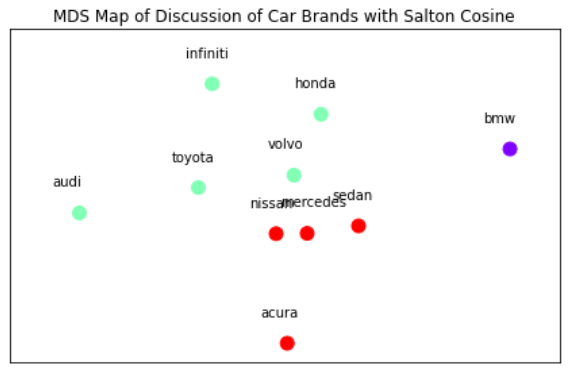 MDS Map of Discussion of Car Brands with Salton Cosine
infiniti
honda
bmw
volvo
toyota
audi
sedan
nissan
mercedes
acura